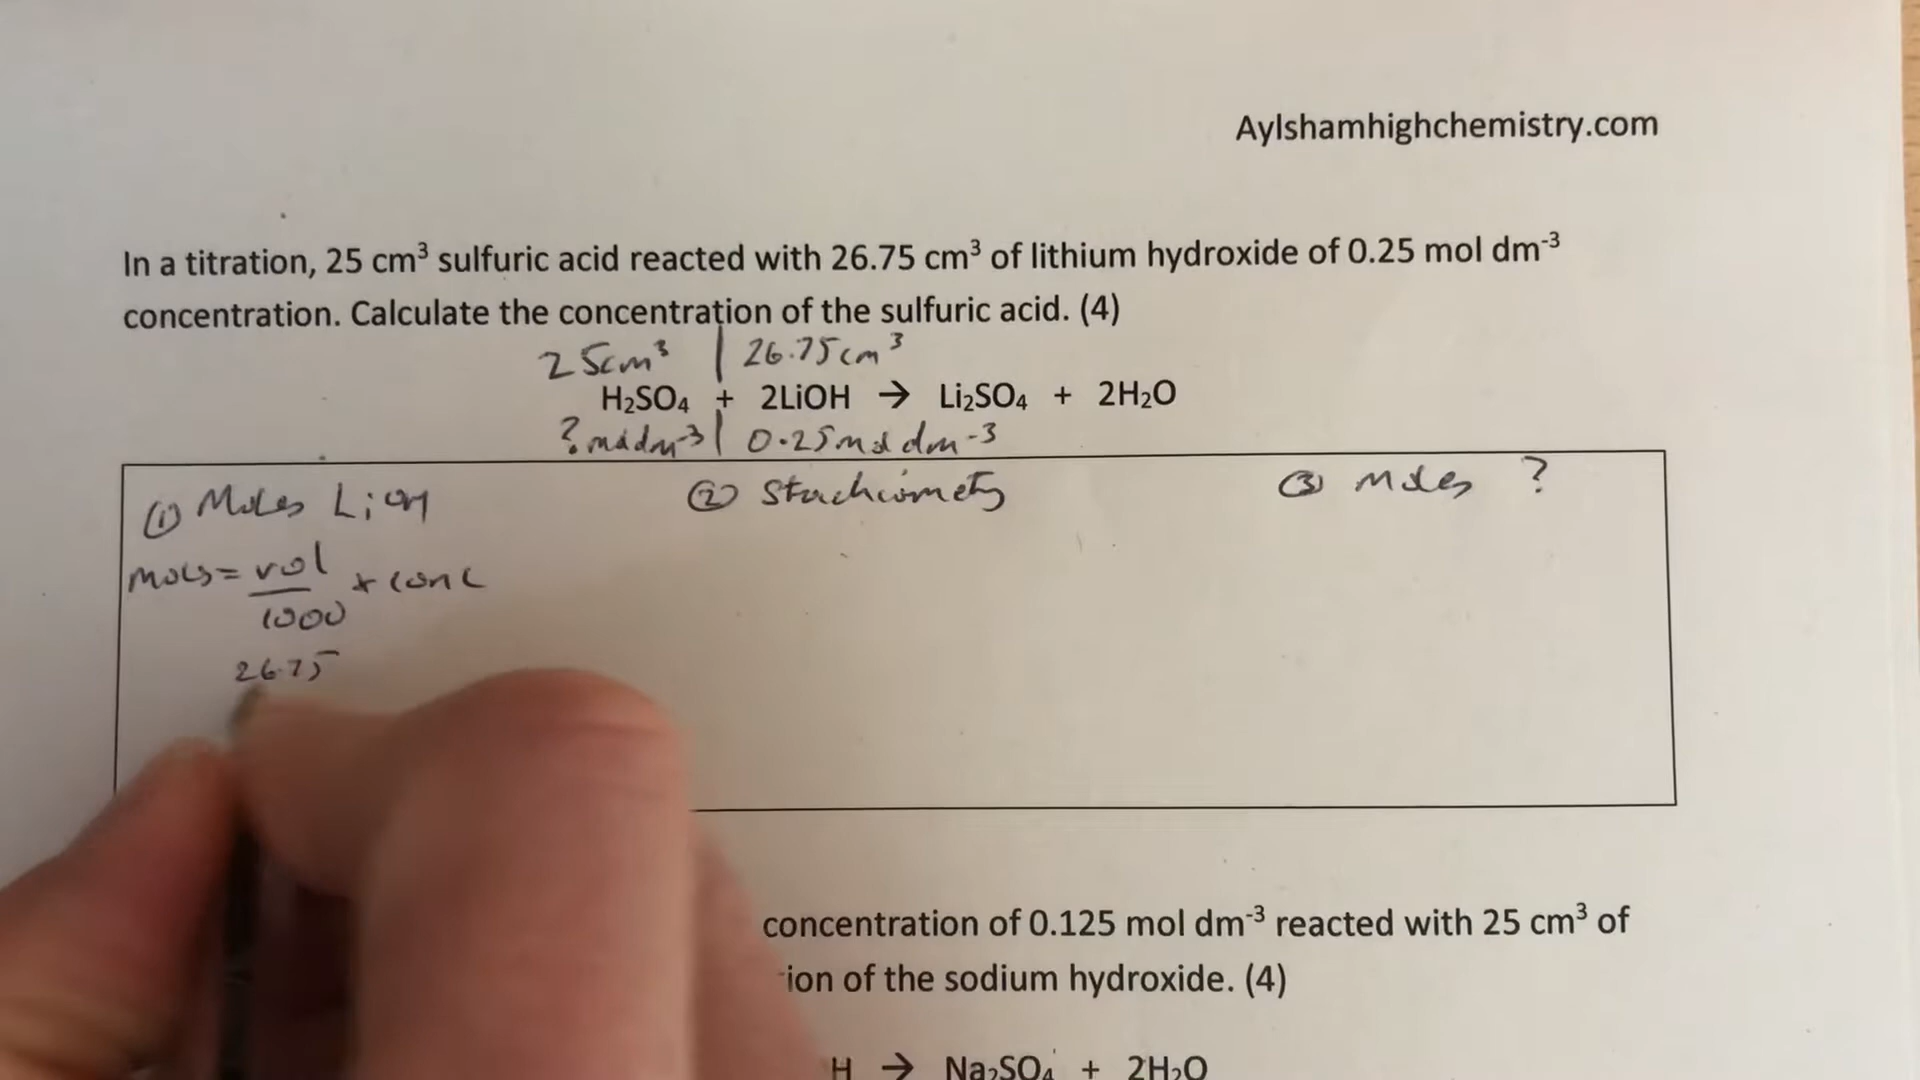 Aylshamhighchemistry.com
In a titration, 25 cm³ sulfuric acid reacted with 26.75 cm³ of lithium hydroxide of 0.25 mol dm⁻³
concentration. Calculate the concentration of the sulfuric acid. (4)
25cm³ | 26.75cm³
H₂SO₄ + 2LiOH → Li₂SO₄ + 2H₂O
? moldm⁻³ | 0.25mol dm⁻³
① Moles LiOH ② Stoichiometry ③ Moles ?
moles = vol × conc
1000
26.75
concentration of 0.125 mol dm⁻³ reacted with 25 cm³ of
ion of the sodium hydroxide. (4)
H → Na₂SO₄ + 2H₂O